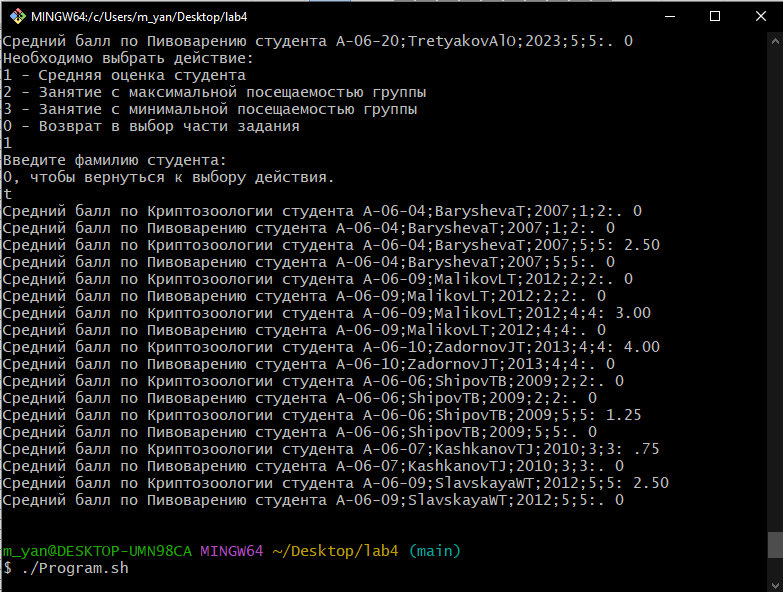 MINGW64:/c/Users/m_yan/Desktop/lab4
Средний балл по Пивоварению студента А-06-20;TretyakovAlO;2023;5;5:. 0
Необходимо выбрать действие:
1 - Средняя оценка студента
2 - Занятие с максимальной посещаемостью группы
3 - Занятие с минимальной посещаемостью группы
0 - Возврат в выбор части задания
1
Введите фамилию студента:
0, чтобы вернуться к выбору действия.
t
Средний балл по Криптозоологии студента А-06-04;BaryshevaT;2007;1;2:. 0
Средний балл по Пивоварению студента А-06-04;BaryshevaT;2007;1;2:. 0
Средний балл по Криптозоологии студента А-06-04;BaryshevaT;2007;5;5: 2.50
Средний балл по Пивоварению студента А-06-04;BaryshevaT;2007;5;5:. 0
Средний балл по Криптозоологии студента А-06-09;MalikovLT;2012;2;2:. 0
Средний балл по Пивоварению студента А-06-09;MalikovLT;2012;2;2:. 0
Средний балл по Криптозоологии студента А-06-09;MalikovLT;2012;4;4: 3.00
Средний балл по Пивоварению студента А-06-09;MalikovLT;2012;4;4:. 0
Средний балл по Криптозоологии студента А-06-10;ZadornovJT;2013;4;4: 4.00
Средний балл по Пивоварению студента А-06-10;ZadornovJT;2013;4;4:. 0
Средний балл по Криптозоологии студента А-06-06;ShipovTB;2009;2;2:. 0
Средний балл по Пивоварению студента А-06-06;ShipovTB;2009;2;2:. 0
Средний балл по Криптозоологии студента А-06-06;ShipovTB;2009;5;5: 1.25
Средний балл по Пивоварению студента А-06-06;ShipovTB;2009;5;5:. 0
Средний балл по Криптозоологии студента А-06-07;KashkanovTJ;2010;3;3: .75
Средний балл по Пивоварению студента А-06-07;KashkanovTJ;2010;3;3:. 0
Средний балл по Криптозоологии студента А-06-09;SlavskayaWT;2012;5;5: 2.50
Средний балл по Пивоварению студента А-06-09;SlavskayaWT;2012;5;5:. 0
m_yan@DESKTOP-UMN98CA MINGW64 ~/Desktop/lab4 (main)
$ ./Program.sh